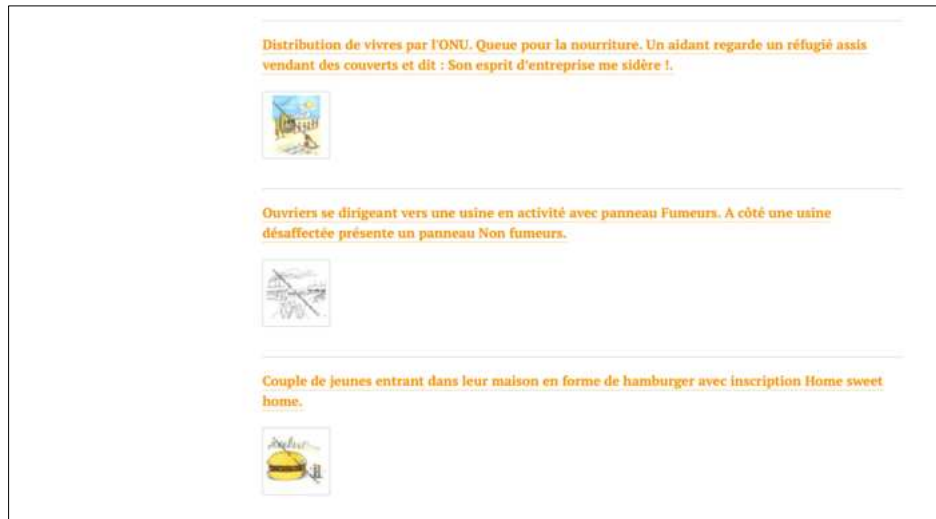 Distribution de vivres par l'ONU. Queue pour la nourriture. Un aidant regarde un réfugié assis
vendant des couverts et dit : Son esprit d'entreprise me sidère !.
Ouvriers se dirigeant vers une usine en activité avec panneau Fumeurs. A côté une usine
désaffectée présente un panneau Non fumeurs.
Couple de jeunes entrant dans leur maison en forme de hamburger avec inscription Home sweet
home.